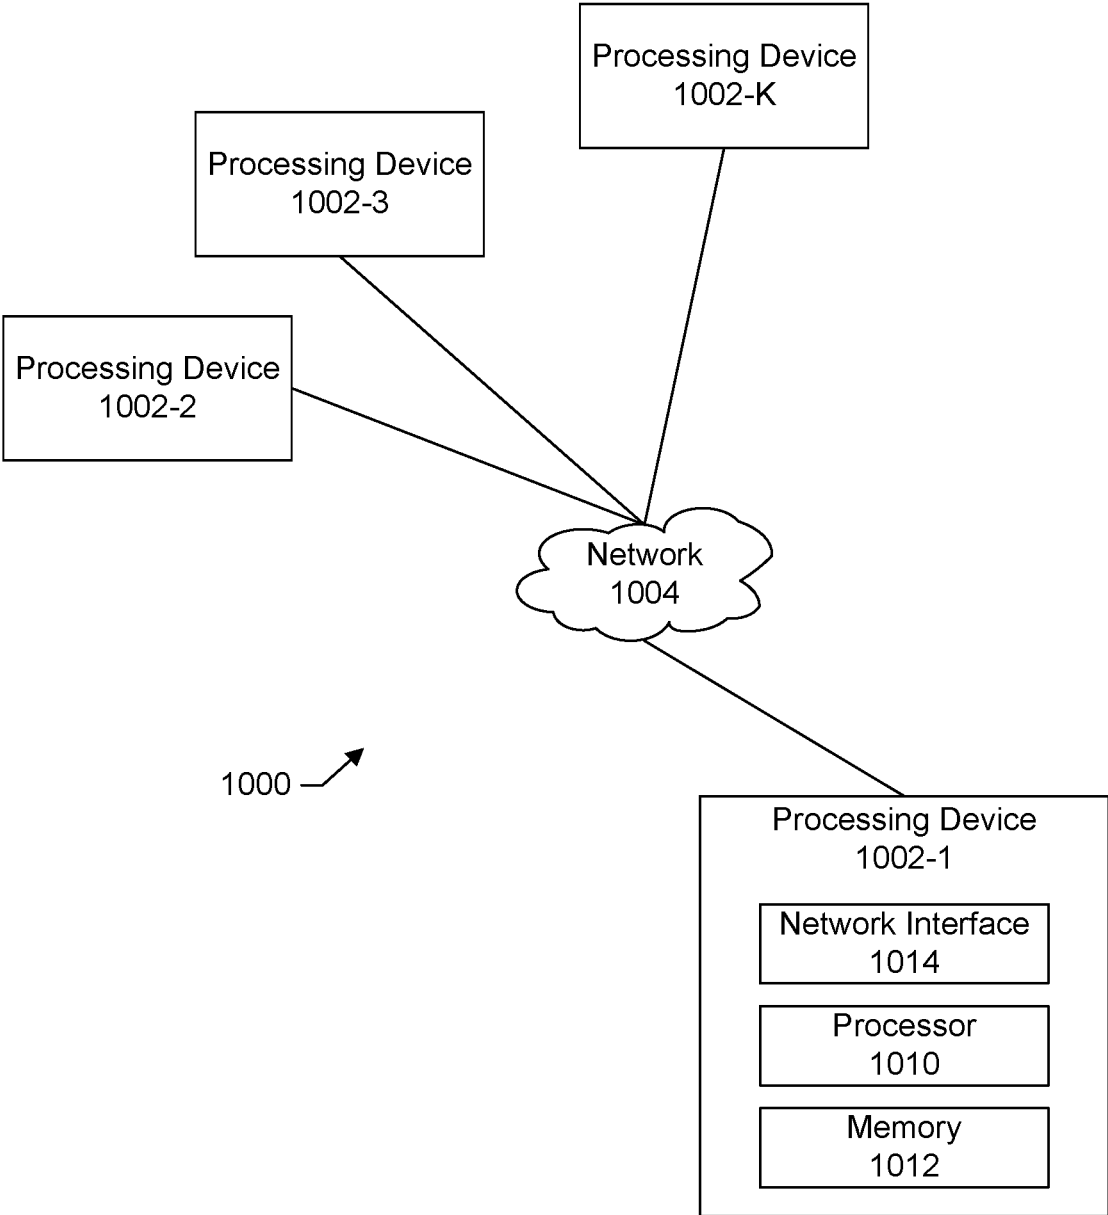 Processing Device
1002-K
Processing Device
1002-3
Processing Device
1002-2
Network
1004
1000
Processing Device
1002-1
Network Interface
1014
Processor
1010
Memory
1012